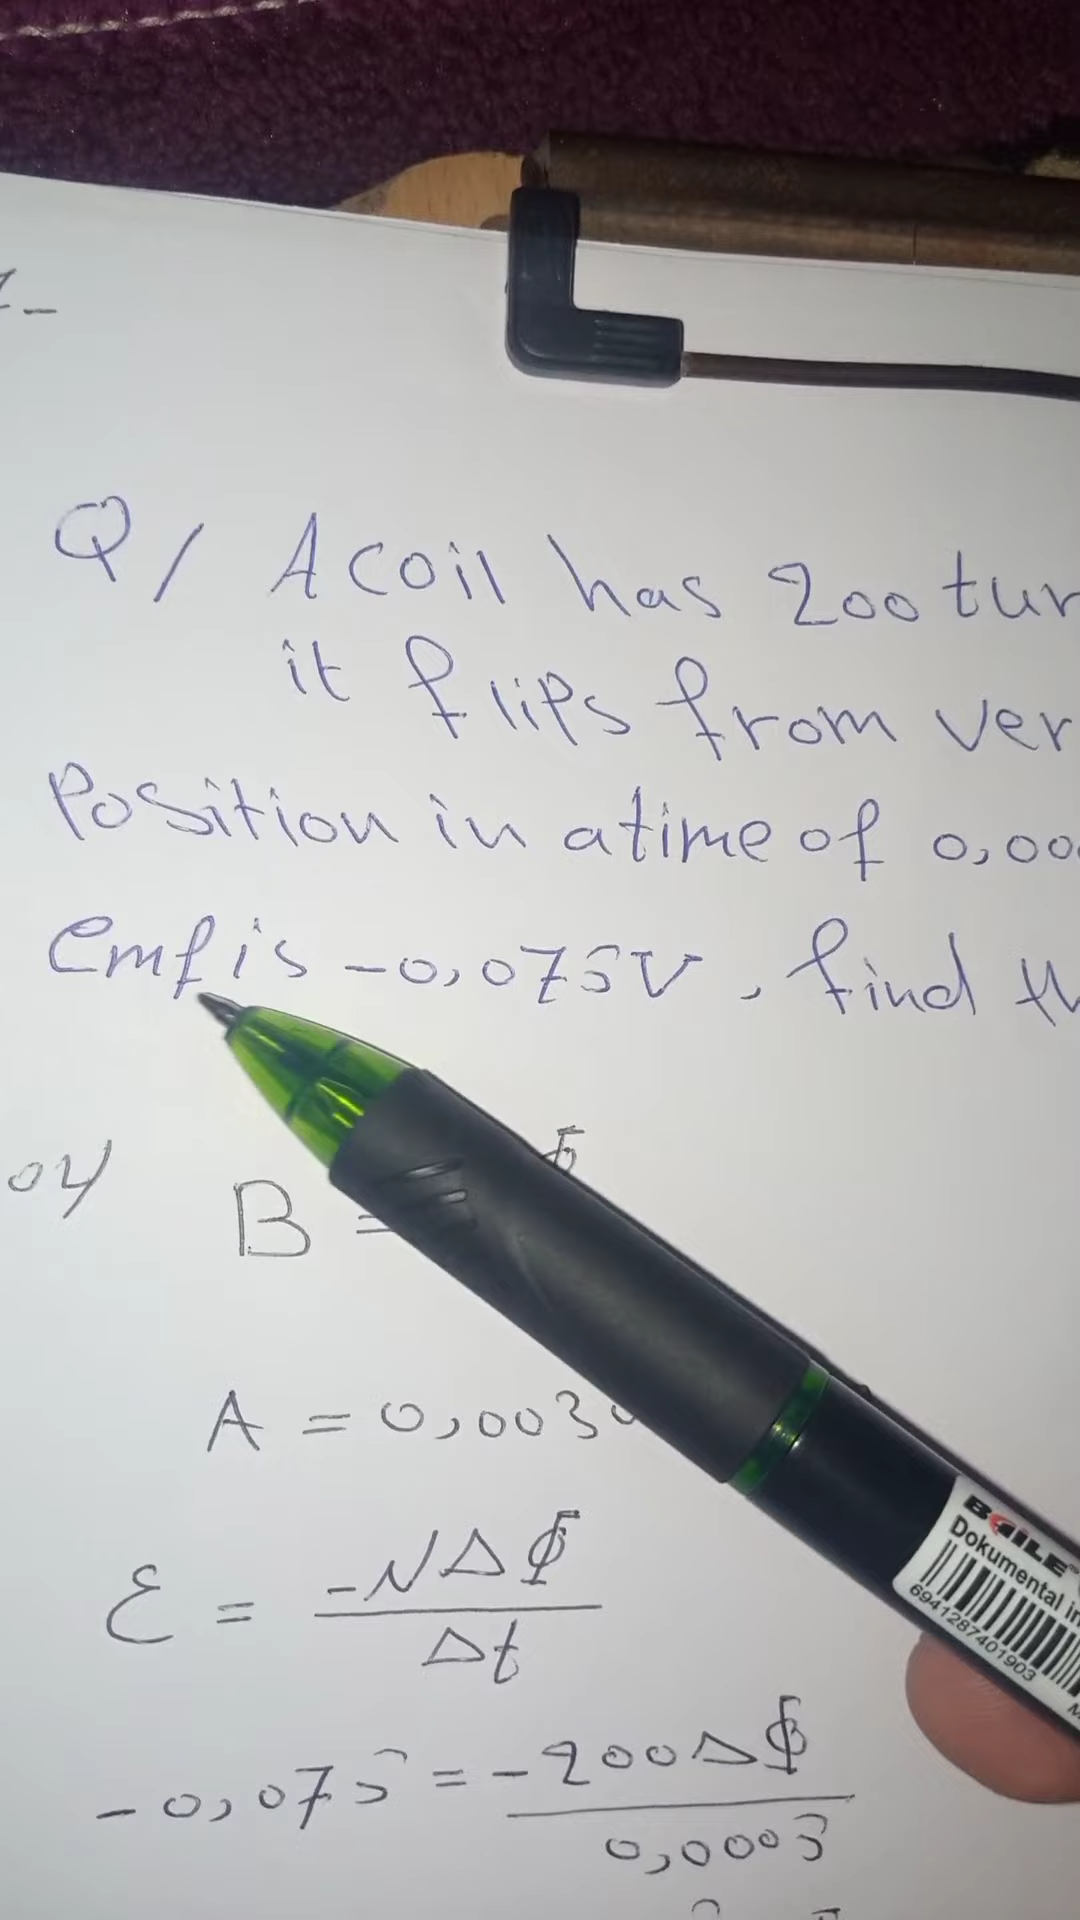 Q/ A coil has 200 tur
it flips from ver
Position in a time of 0,00
emf is -0,075V, find th
B =
A = 0,003
ε = -NΔΦ
Δt
-0,075 = -200ΔΦ
0,0003
BAILE
Dokumental in
6941287401903